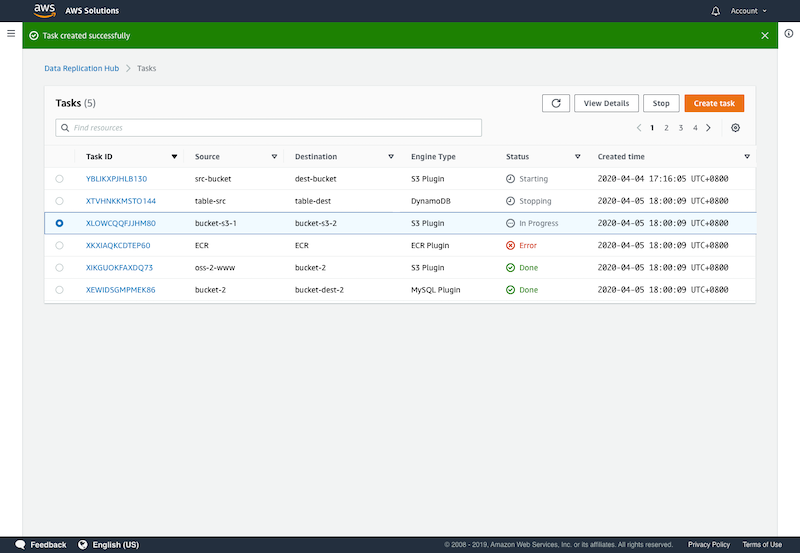 aws AWS Solutions Account
Task created successfully
Data Replication Hub > Tasks
Tasks (5) View Details Stop Create task
Find resources < 1 2 3 4 >
Task ID Source Destination Engine Type Status Created time
YBLIKXPJHLB130 src-bucket dest-bucket S3 Plugin Starting 2020-04-04 17:16:05 UTC+0800
XTVHNKKMSTO144 table-src table-dest DynamoDB Stopping 2020-04-05 18:00:09 UTC+0800
XLOWCQQFJJHM80 bucket-s3-1 bucket-s3-2 S3 Plugin In Progress 2020-04-05 18:00:09 UTC+0800
XKXIAQKCDTEP60 ECR ECR ECR Plugin Error 2020-04-05 18:00:09 UTC+0800
XIKGUOKFAXDQ73 oss-2-www bucket-2 S3 Plugin Done 2020-04-05 18:00:09 UTC+0800
XEWIDSGMPMEK86 bucket-2 bucket-dest-2 MySQL Plugin Done 2020-04-05 18:00:09 UTC+0800
Feedback English (US) © 2008 - 2019, Amazon Web Services, Inc. or its affiliates. All rights reserved. Privacy Policy Terms of Use